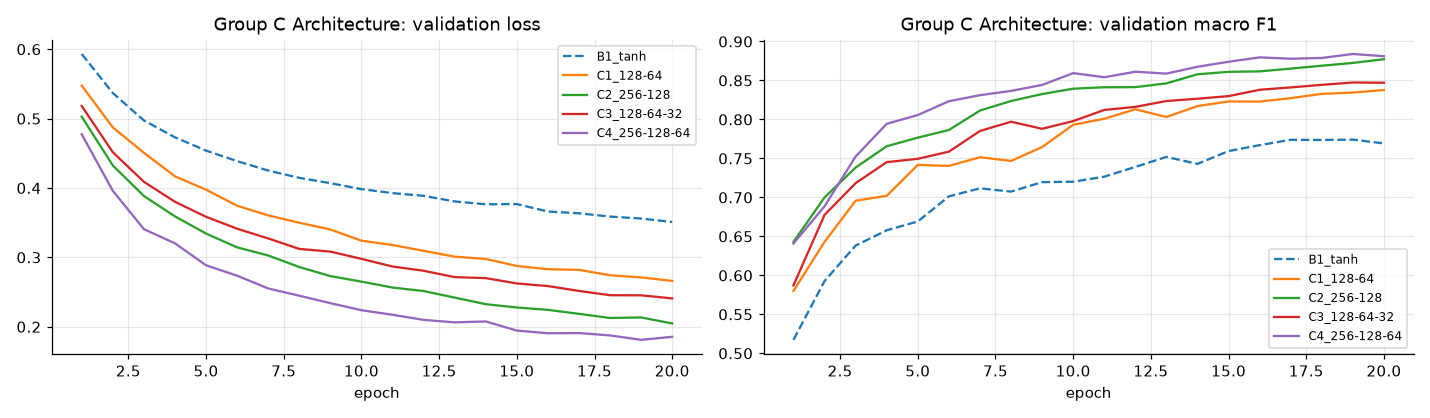 Group C Architecture: validation loss
0.6
0.5
0.4
0.3
0.2
B1_tanh
C1_128-64
C2_256-128
C3_128-64-32
C4_256-128-64
2.5 5.0 7.5 10.0 12.5 15.0 17.5 20.0
epoch
Group C Architecture: validation macro F1
0.90
0.85
0.80
0.75
0.70
0.65
0.60
0.55
0.50
B1_tanh
C1_128-64
C2_256-128
C3_128-64-32
C4_256-128-64
2.5 5.0 7.5 10.0 12.5 15.0 17.5 20.0
epoch